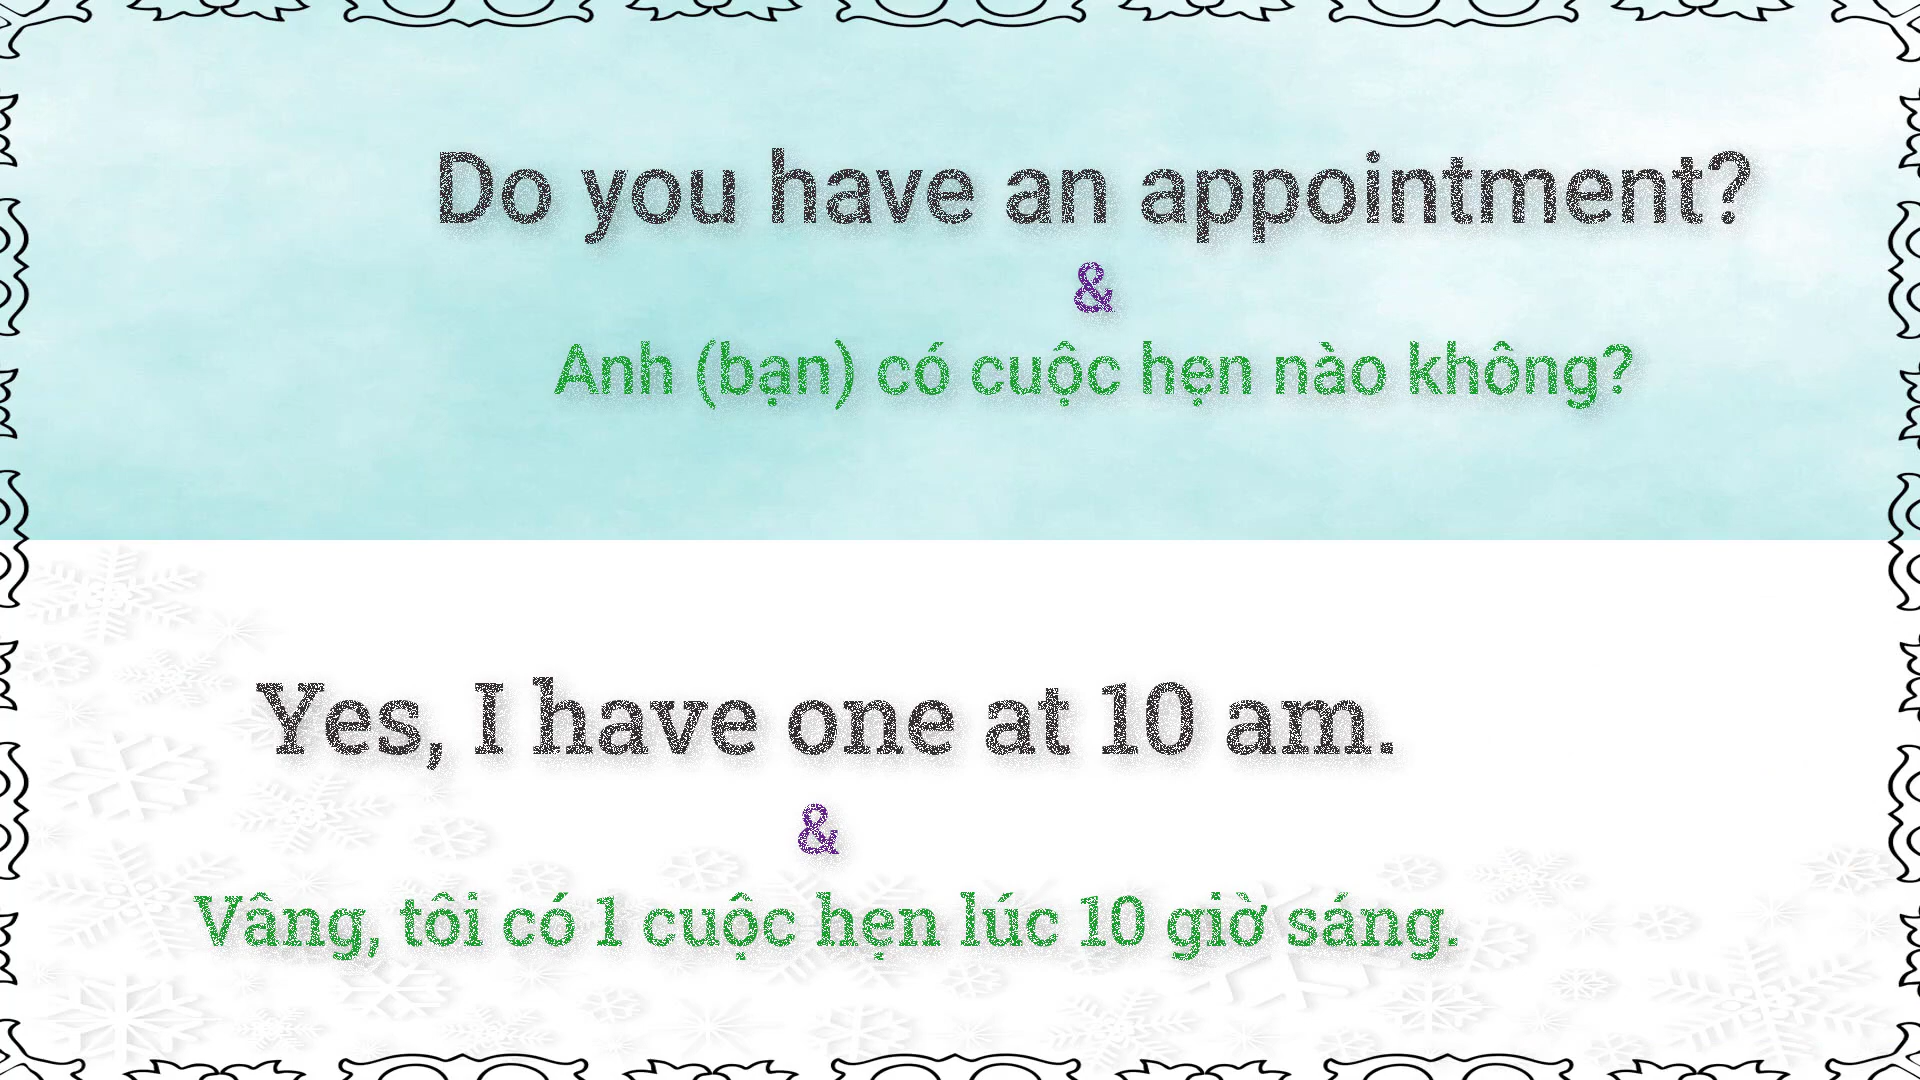 Do you have an appointment?
&
Anh (bạn) có cuộc hẹn nào không?
Yes, I have one at 10 am.
&
Vâng, tôi có 1 cuộc hẹn lúc 10 giờ sáng.